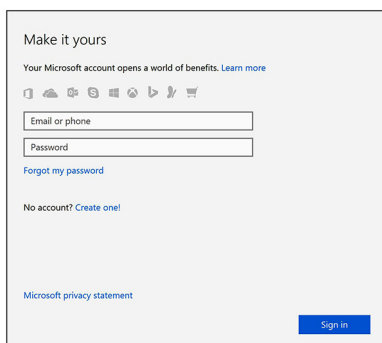 Make it yours
Your Microsoft account opens a world of benefits. Learn more
Email or phone
Password
Forgot my password
No account? Create one!
Microsoft privacy statement
Sign in